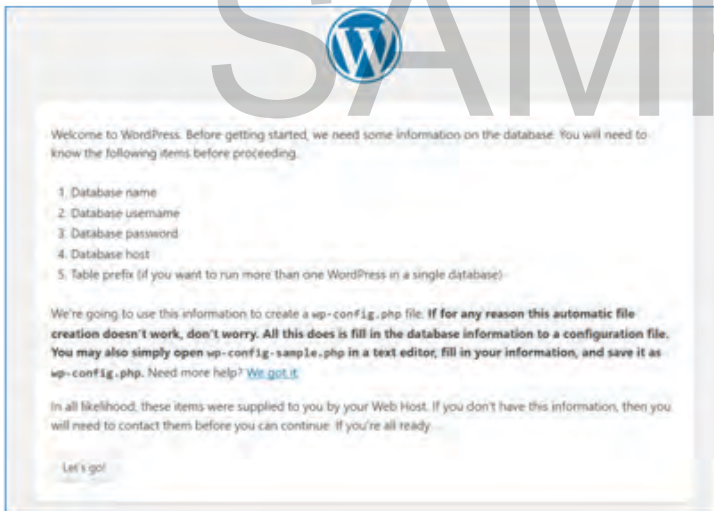 SAM
Welcome to WordPress. Before getting started, we need some information on the database. You will need to
know the following items before proceeding.
1. Database name
2. Database username
3. Database password
4. Database host
5. Table prefix (if you want to run more than one WordPress in a single database)
We're going to use this information to create a wp-config.php file. If for any reason this automatic file
creation doesn't work, don't worry. All this does is fill in the database information to a configuration file.
You may also simply open wp-config-sample.php in a text editor, fill in your information, and save it as
wp-config.php. Need more help? We got it.
In all likelihood, these items were supplied to you by your Web Host. If you don't have this information, then you
will need to contact them before you can continue. If you're all ready...
Let's go!